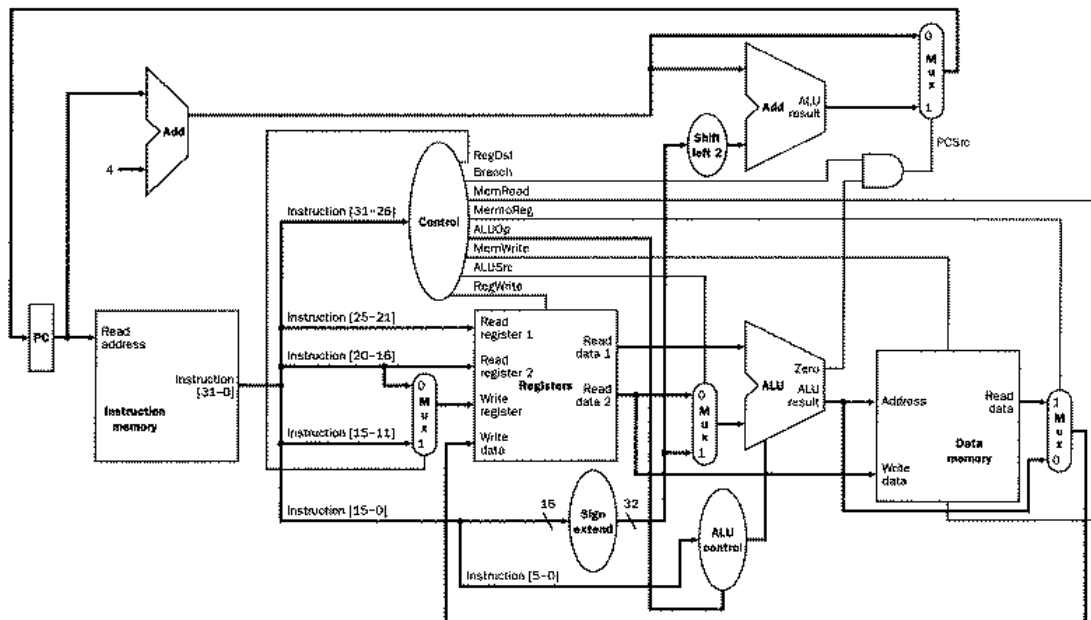 0
M
u
x
1
Add
ALU
result
Add
4
Shift
left 2
PCSrc
RegDst
Branch
MemRead
MemtoReg
ALUOp
MemWrite
ALUSrc
RegWrite
Instruction [31–26]
Control
PC
Read
address
Instruction
[31–0]
Instruction
memory
Instruction [25–21]
Instruction [20–16]
Instruction [15–11]
Instruction [15–0]
Instruction [5–0]
0
M
u
x
1
Read
register 1
Read
register 2
Write
register
Write
data
Registers
Read
data 1
Read
data 2
0
M
u
x
1
Zero
ALU
ALU
result
Address
Write
data
Read
data
Data
memory
1
M
u
x
0
16
Sign
extend
32
ALU
control